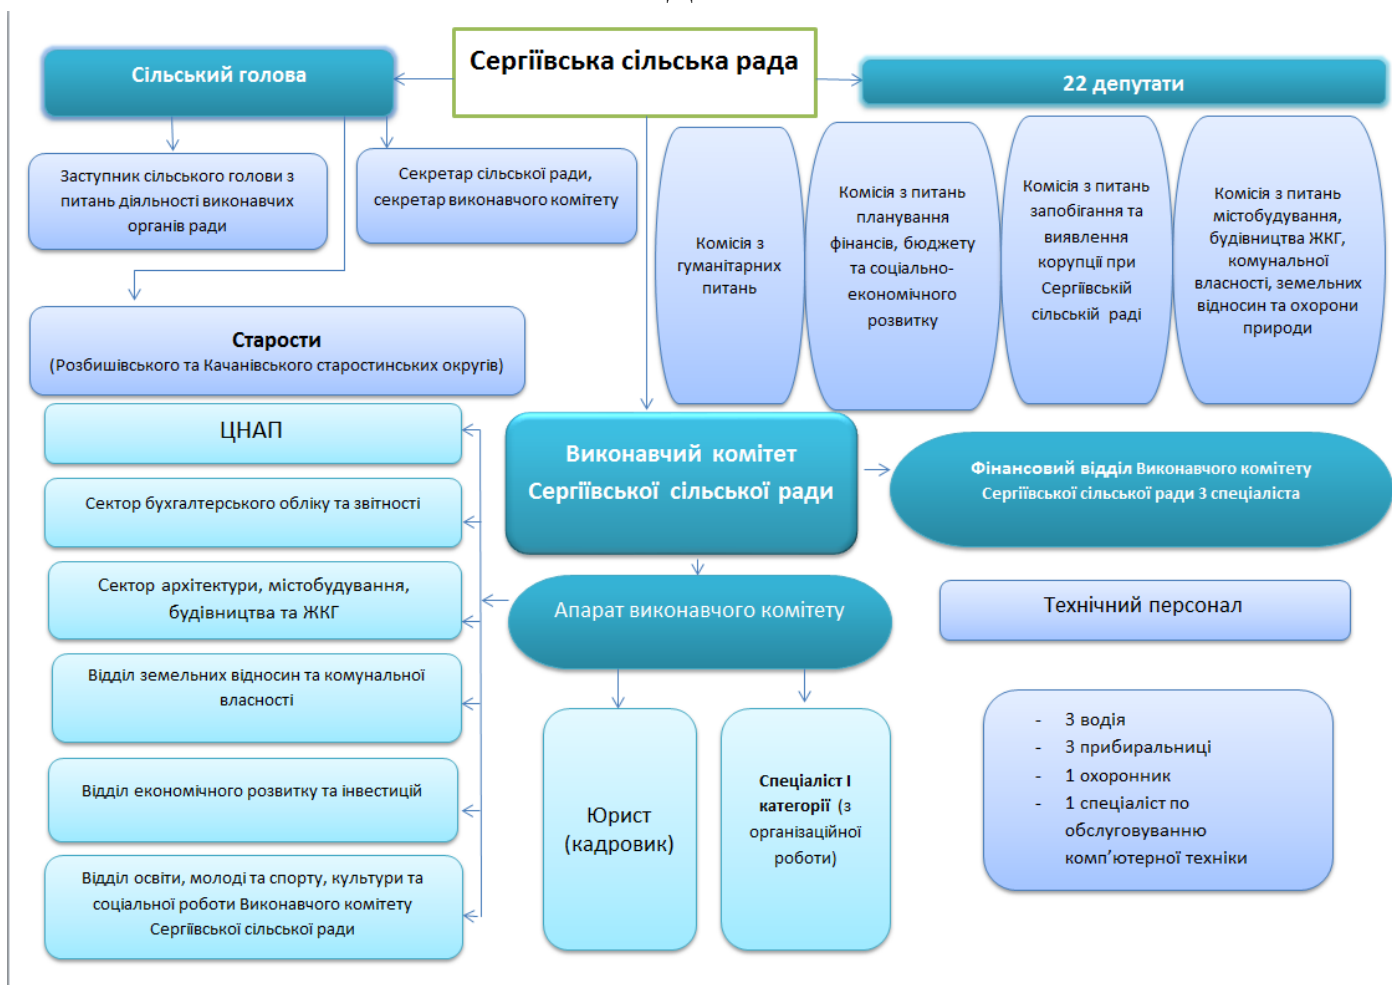 Сергіївська сільська рада
Сільський голова
22 депутати
Заступник сільського голови з
питань діяльності виконавчих
органів ради
Секретар сільської ради,
секретар виконавчого комітету
Комісія з
гуманітарних
питань
Комісія з питань
планування
фінансів, бюджету
та соціально-
економічного
розвитку
Комісія з питань
запобігання та
виявлення
корупції при
Сергіївській
сільській раді
Комісія з питань
містобудування,
будівництва ЖКГ,
комунальної
власності, земельних
відносин та охорони
природи
Старости
(Розбишівського та Качанівського старостинських округів)
ЦНАП
Сектор бухгалтерського обліку та звітності
Сектор архітектури, містобудування,
будівництва та ЖКГ
Відділ земельних відносин та комунальної
власності
Відділ економічного розвитку та інвестицій
Відділ освіти, молоді та спорту, культури та
соціальної роботи Виконавчого комітету
Сергіївської сільської ради
Виконавчий комітет
Сергіївської сільської ради
Фінансовий відділ Виконавчого комітету
Сергіївської сільської ради 3 спеціаліста
Апарат виконавчого комітету
Юрист
(кадровик)
Спеціаліст І
категорії (з
організаційної
роботи)
Технічний персонал
- 3 водія
- 3 прибиральниці
- 1 охоронник
- 1 спеціаліст по
обслуговуванню
комп’ютерної техніки